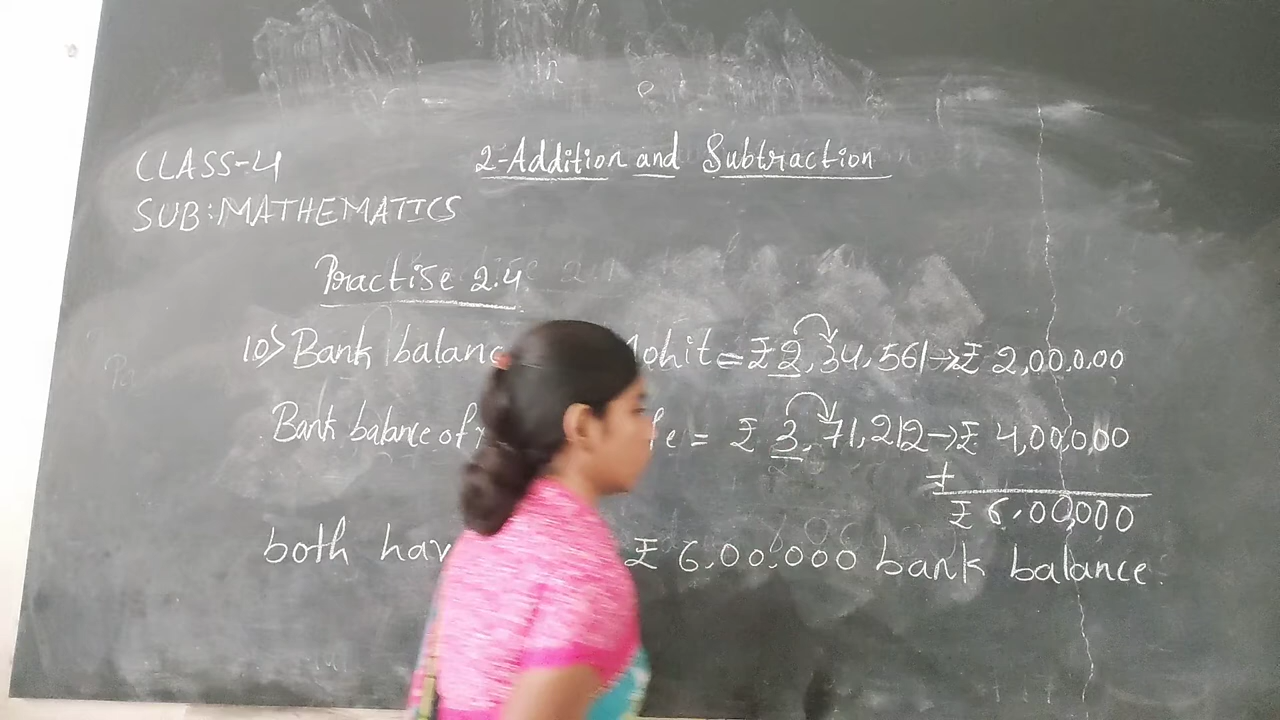 CLASS-4
2-Addition and Subtraction
SUB:MATHEMATICS
Practise 2.4
10> Bank balanc ohit = ₹ 2,34,561→₹ 2,00,000
Bank balance of e = ₹ 3,71,212→₹ 4,00,000
+
₹ 6,00,000
both hav ₹ 6,00,000 bank balance.